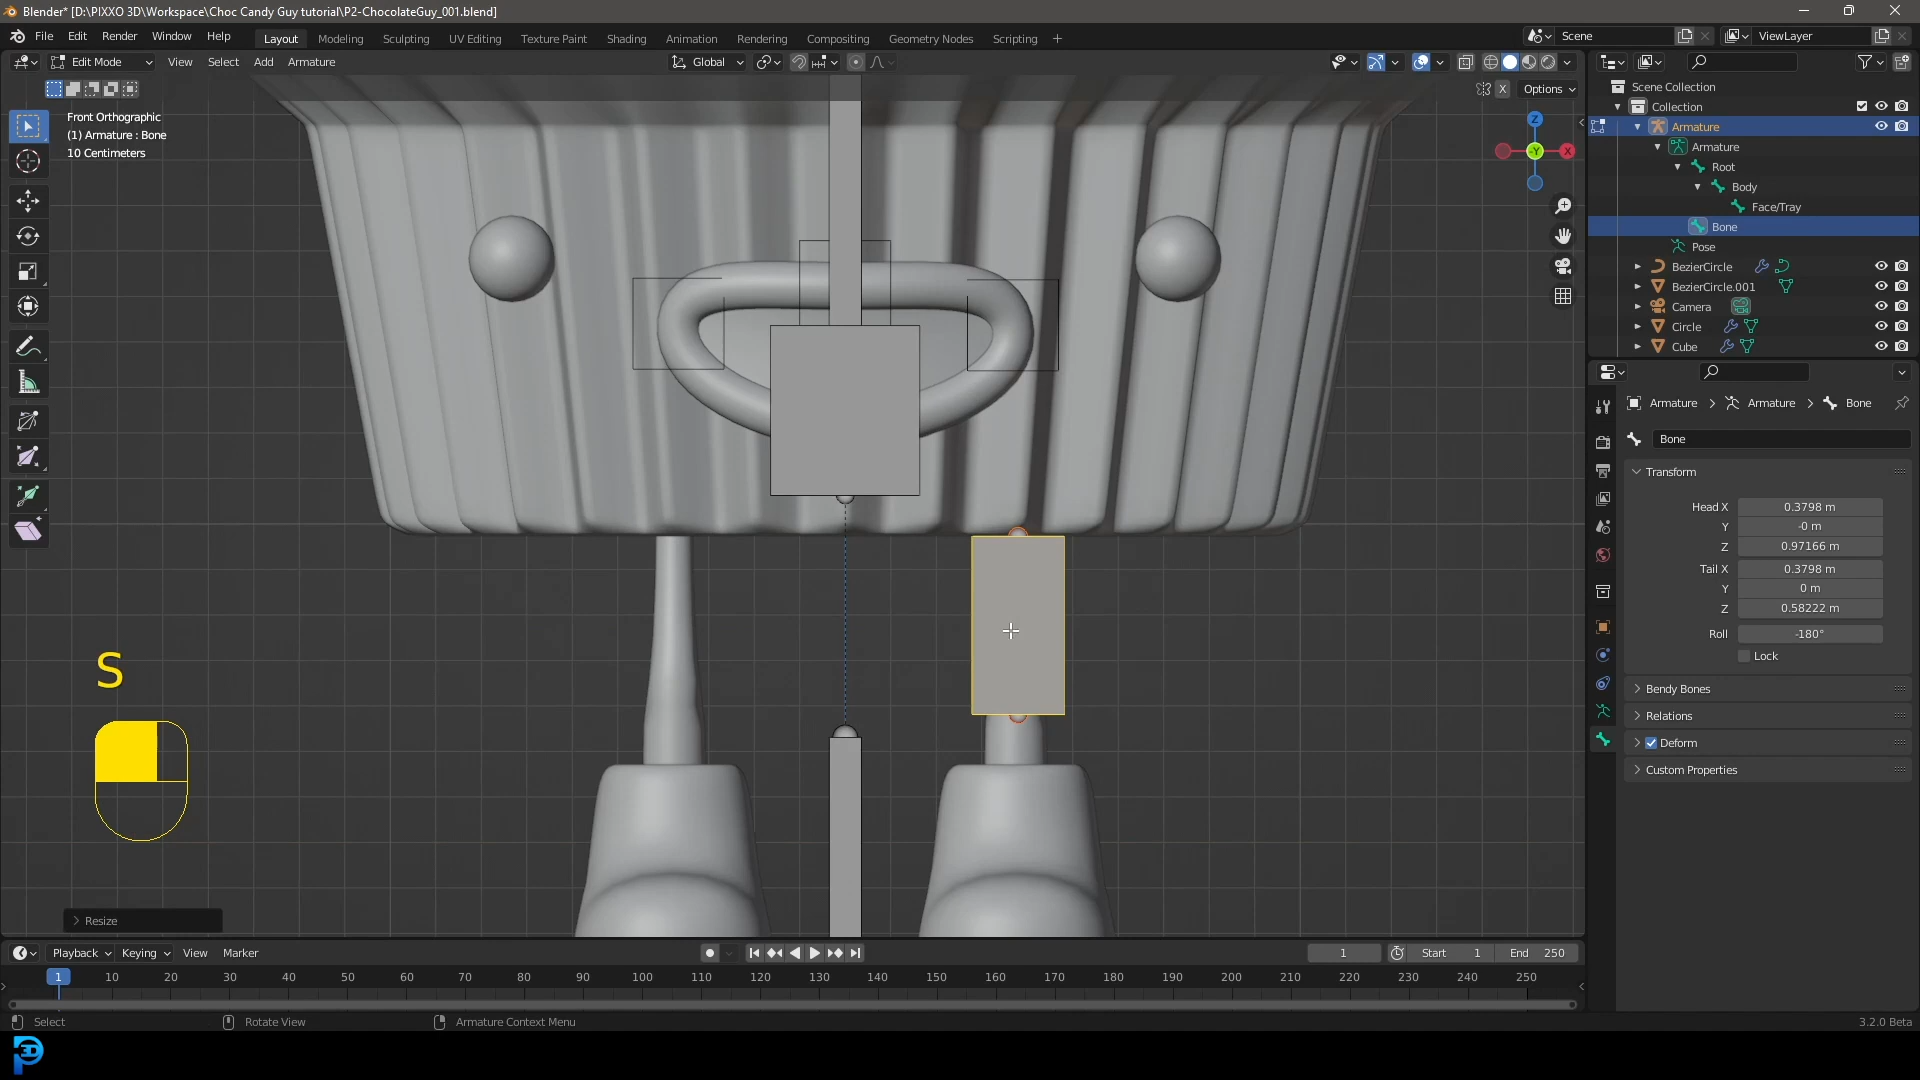 Blender* [D:\PIXXO 3D\Workspace\Choc Candy Guy tutorial\P2-ChocolateGuy_001.blend]
File Edit Render Window Help Layout Modeling Sculpting UV Editing Texture Paint Shading Animation Rendering Compositing Geometry Nodes Scripting Scene ViewLayer
Edit Mode View Select Add Armature Global
X Options
Front Orthographic
(1) Armature : Bone
10 Centimeters
Z
-Y
X
Scene Collection
Collection
Armature
Armature
Root
Body
Face/Tray
Bone
Pose
BezierCircle
BezierCircle.001
Camera
Circle
Cube
Armature Armature Bone
Bone
Transform
Head X 0.3798 m
Y -0 m
Z 0.97166 m
Tail X 0.3798 m
Y 0 m
Z 0.58222 m
Roll -180°
Lock
Bendy Bones
Relations
Deform
Custom Properties
S
Resize
Playback Keying View Marker 1 Start 1 End 250
1 10 20 30 40 50 60 70 80 90 100 110 120 130 140 150 160 170 180 190 200 210 220 230 240 250
Select Rotate View Armature Context Menu 3.2.0 Beta